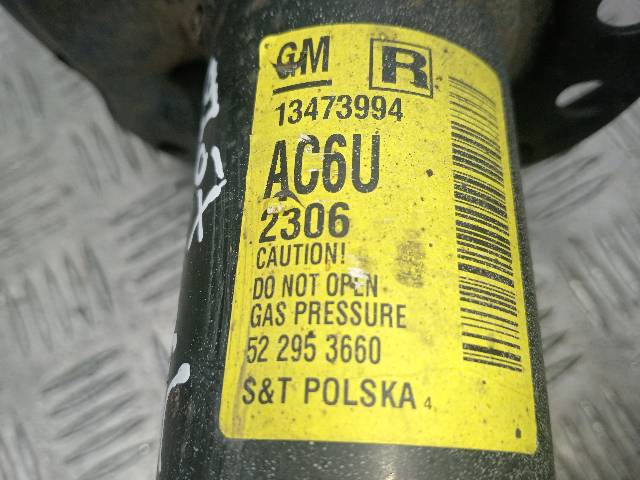 GM R
13473994
AC6U
2306
CAUTION!
DO NOT OPEN
GAS PRESSURE
52 295 3660
S&T POLSKA 4